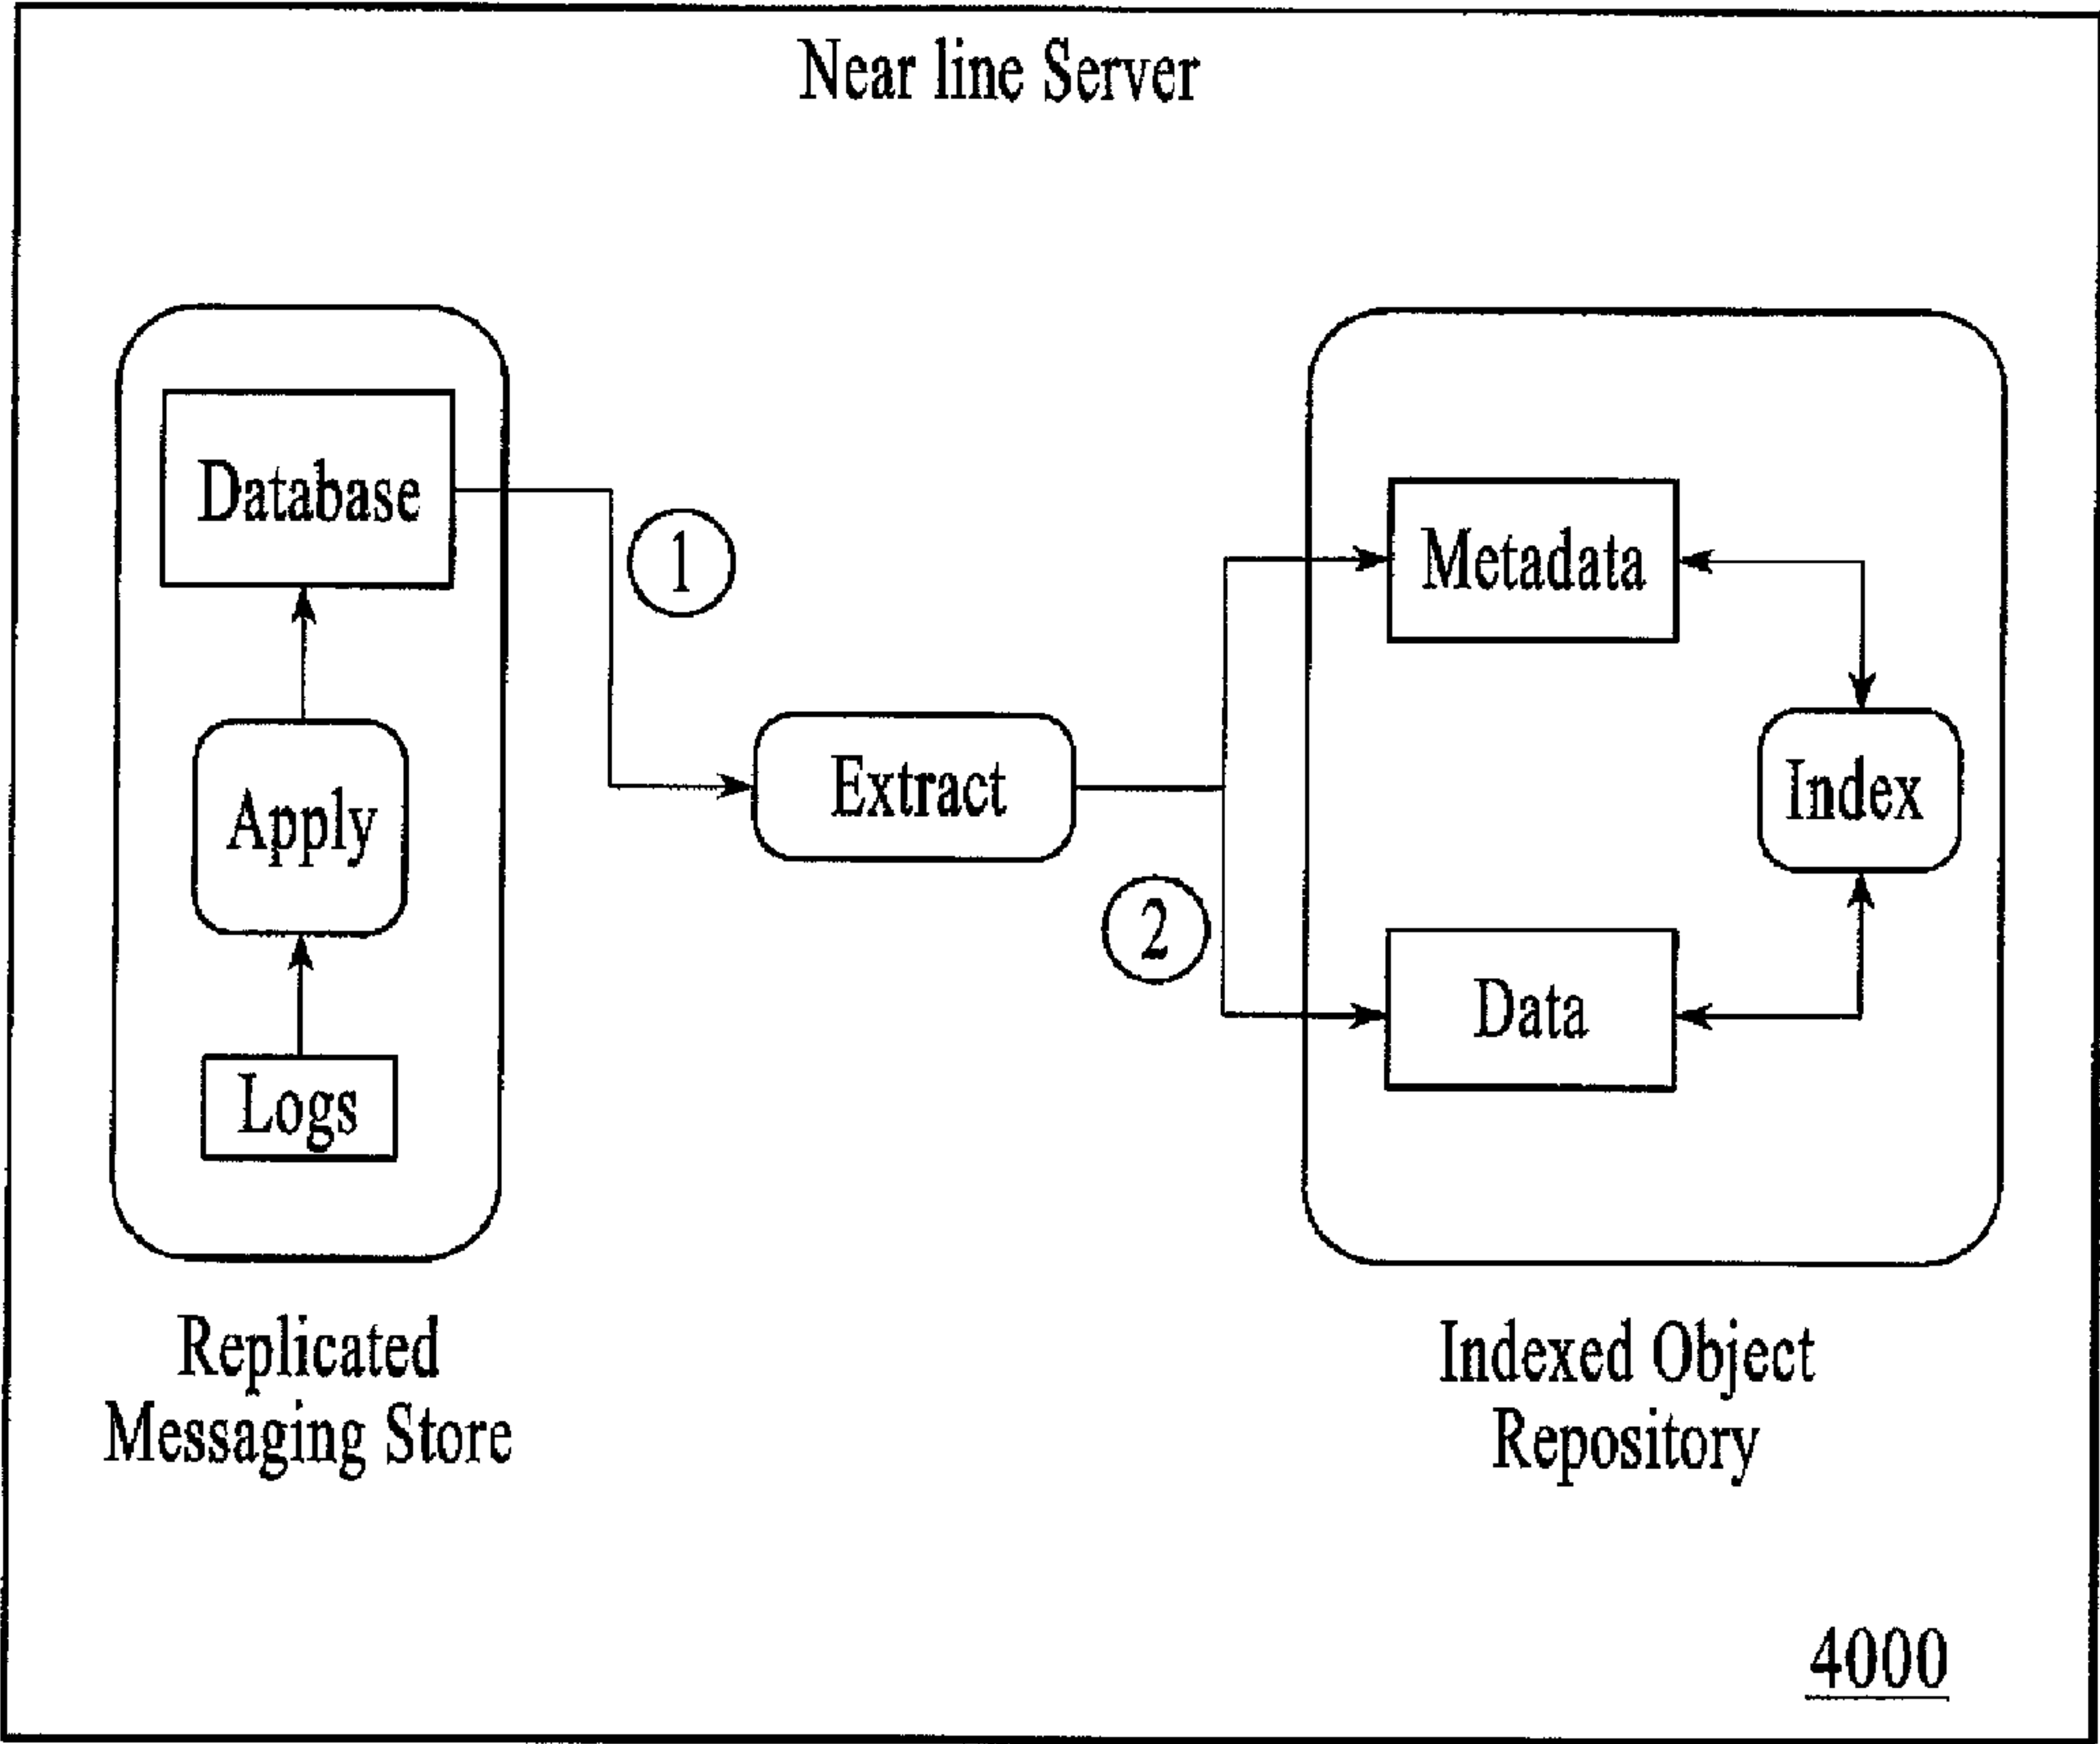 Near line Server
Database
1
Metadata
Extract
Index
Apply
2
Data
Logs
Replicated
Messaging Store
Indexed Object
Repository
4000